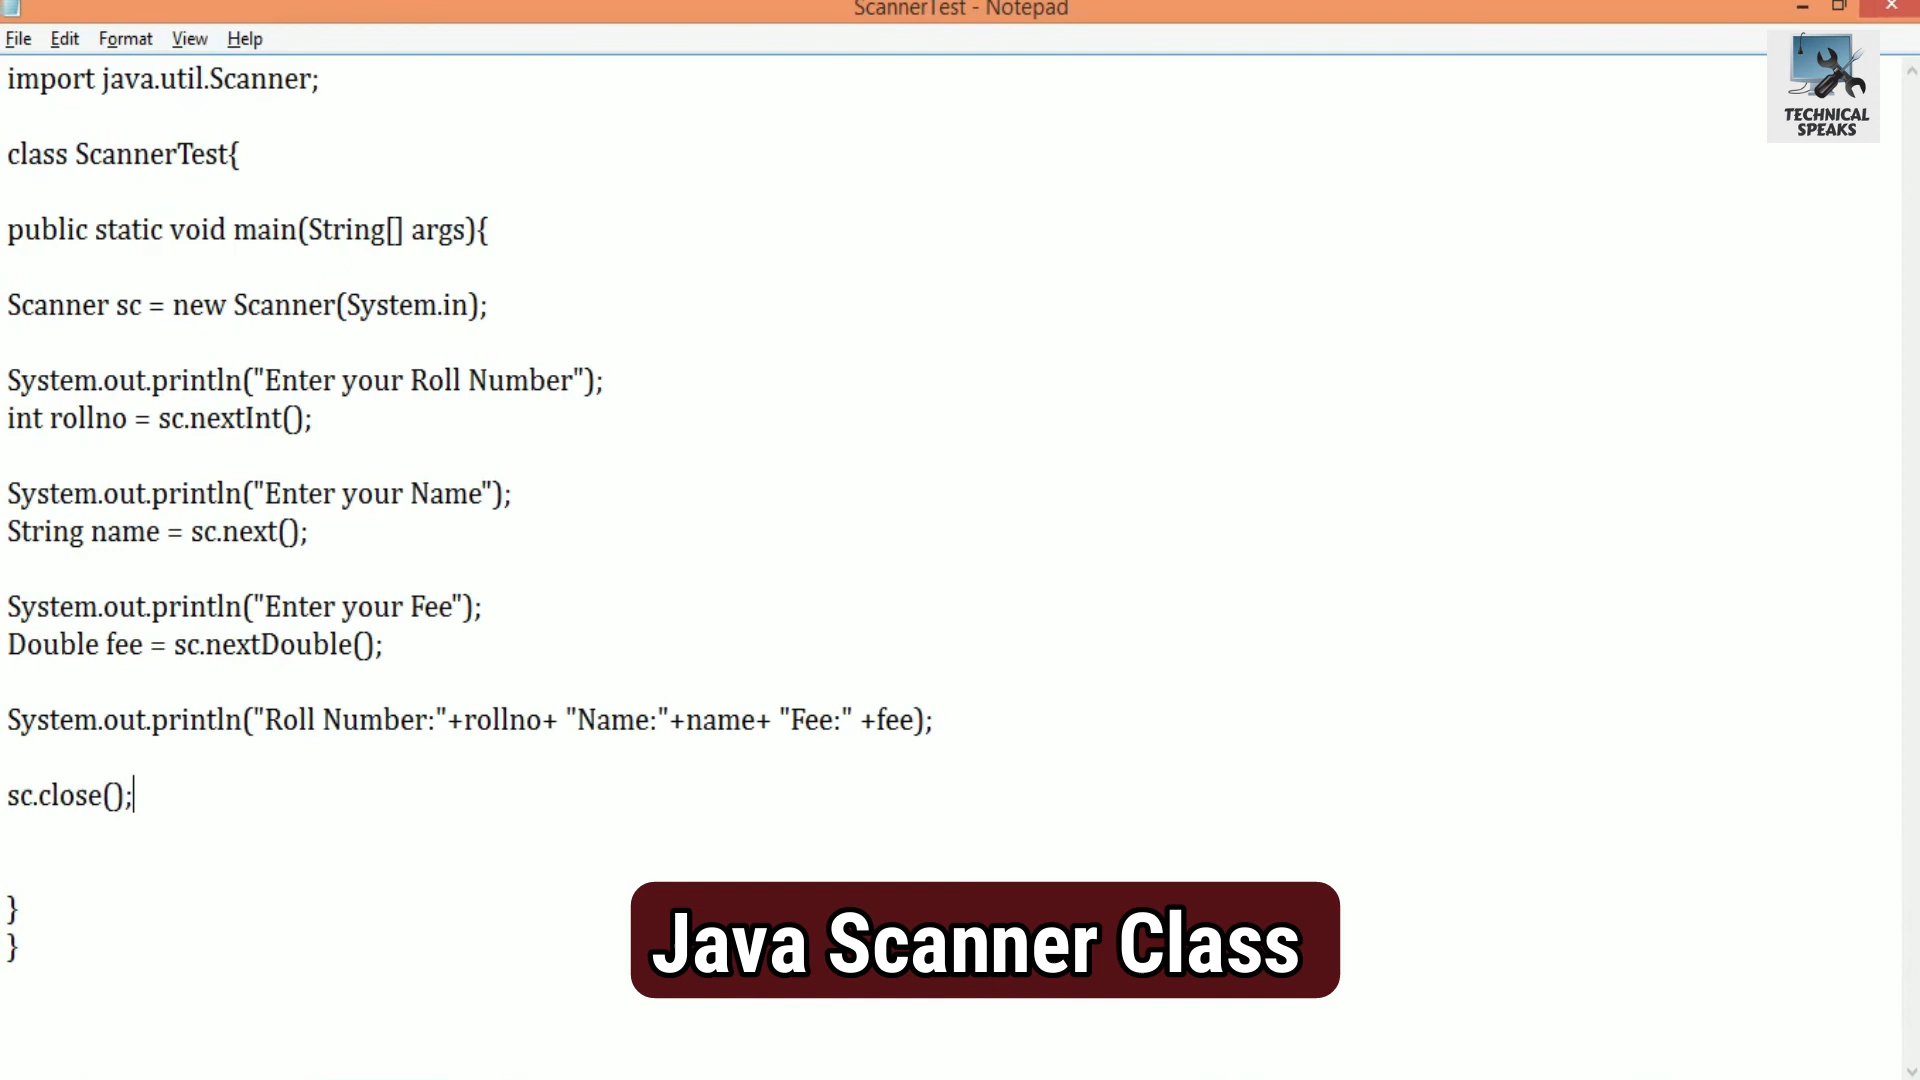 ScannerTest - Notepad
File Edit Format View Help
import java.util.Scanner;
class ScannerTest{
public static void main(String[] args){
Scanner sc = new Scanner(System.in);
System.out.println("Enter your Roll Number");
int rollno = sc.nextInt();
System.out.println("Enter your Name");
String name = sc.next();
System.out.println("Enter your Fee");
Double fee = sc.nextDouble();
System.out.println("Roll Number:"+rollno+ "Name:"+name+ "Fee:" +fee);
sc.close();
}
}
TECHNICAL
SPEAKS
Java Scanner Class